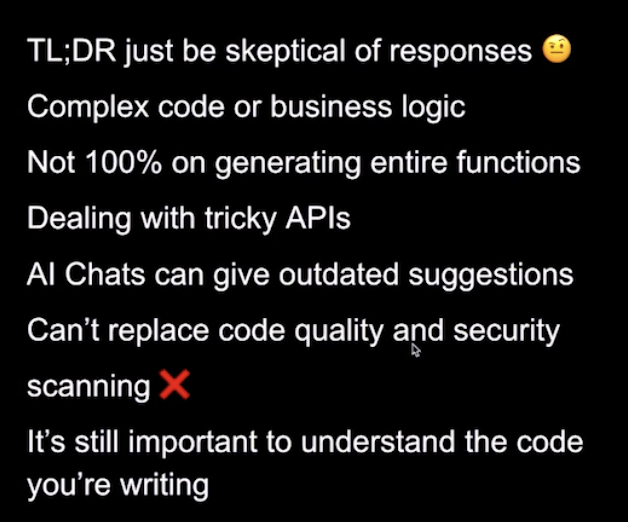 TL;DR just be skeptical of responses 🤨
Complex code or business logic
Not 100% on generating entire functions
Dealing with tricky APIs
AI Chats can give outdated suggestions
Can’t replace code quality and security
scanning ❌
It’s still important to understand the code
you’re writing